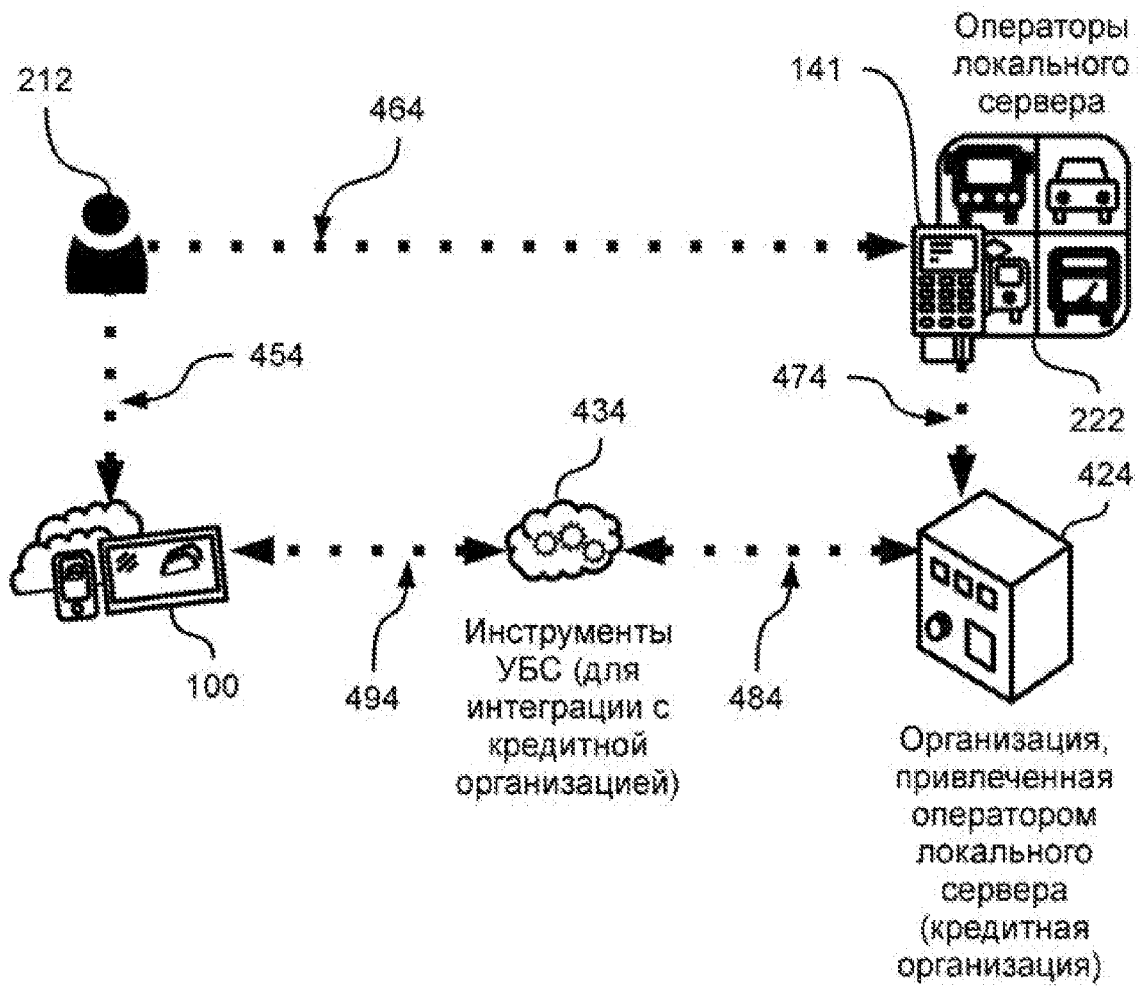 Операторы
локального
сервера
212
141
464
454
474
222
434
424
100
494
484
Инструменты
УБС (для
интеграции с
кредитной
организацией)
Организация,
привлеченная
оператором
локального
сервера
(кредитная
организация)